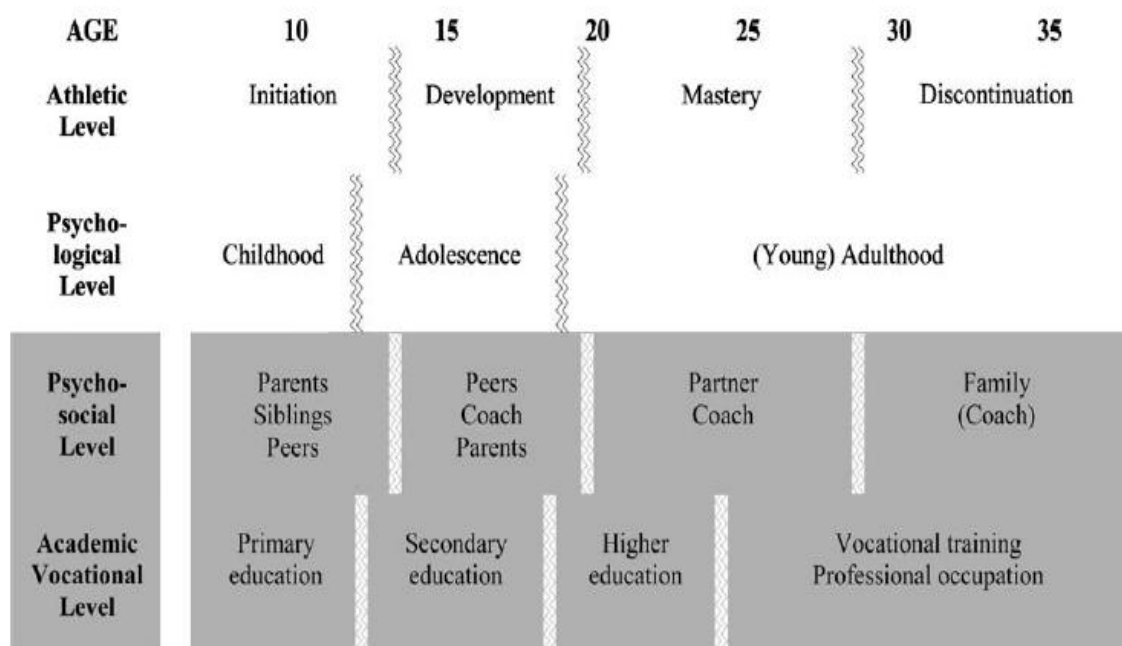 AGE 10 15 20 25 30 35
Athletic
Level
Initiation
Development
Mastery
Discontinuation
Psycho-
logical
Level
Childhood
Adolescence
(Young) Adulthood
Psycho-
social
Level
Parents
Siblings
Peers
Peers
Coach
Parents
Partner
Coach
Family
(Coach)
Academic
Vocational
Level
Primary
education
Secondary
education
Higher
education
Vocational training
Professional occupation